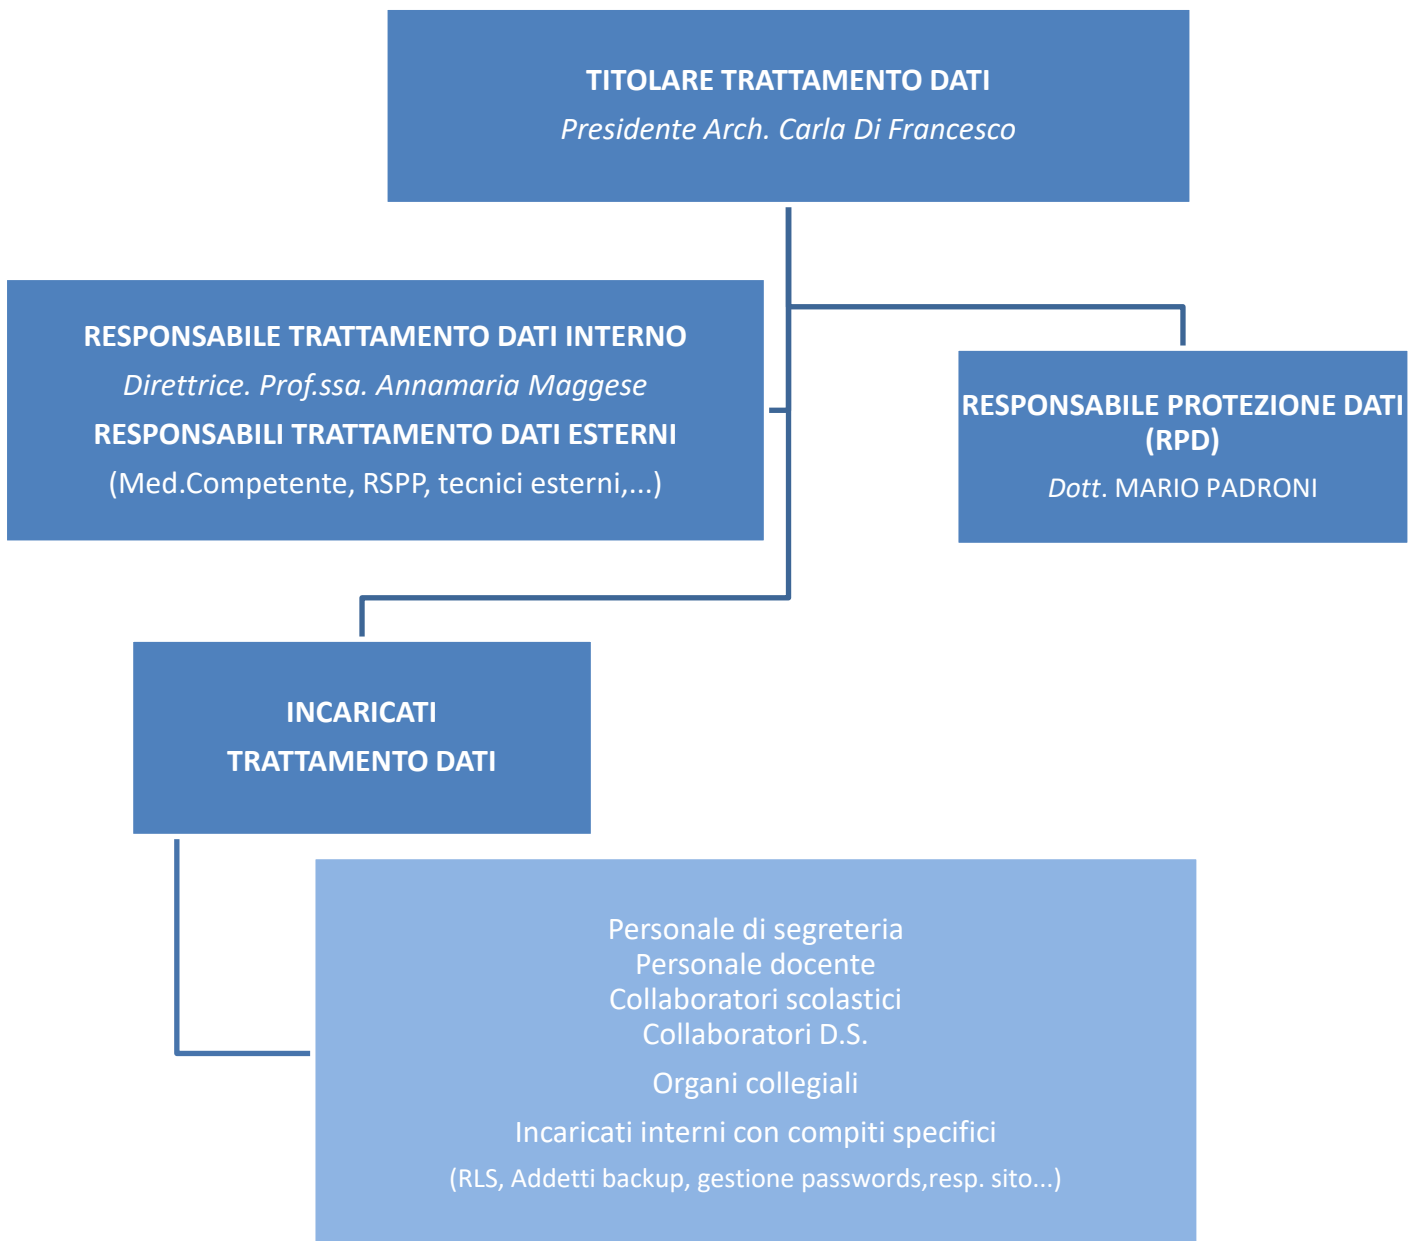 TITOLARE TRATTAMENTO DATI
Presidente Arch. Carla Di Francesco
RESPONSABILE TRATTAMENTO DATI INTERNO
Direttrice. Prof.ssa. Annamaria Maggese
RESPONSABILI TRATTAMENTO DATI ESTERNI
(Med.Competente, RSPP, tecnici esterni,...)
RESPONSABILE PROTEZIONE DATI
(RPD)
Dott. MARIO PADRONI
INCARICATI
TRATTAMENTO DATI
Personale di segreteria
Personale docente
Collaboratori scolastici
Collaboratori D.S.
Organi collegiali
Incaricati interni con compiti specifici
(RLS, Addetti backup, gestione passwords,resp. sito...)